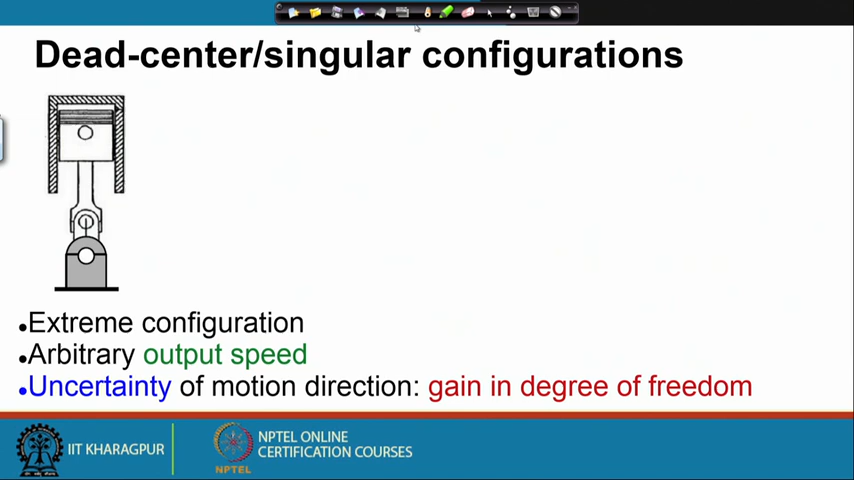 Dead-center/singular configurations
●Extreme configuration
●Arbitrary output speed
●Uncertainty of motion direction: gain in degree of freedom
IIT KHARAGPUR
NPTEL
NPTEL ONLINE
CERTIFICATION COURSES